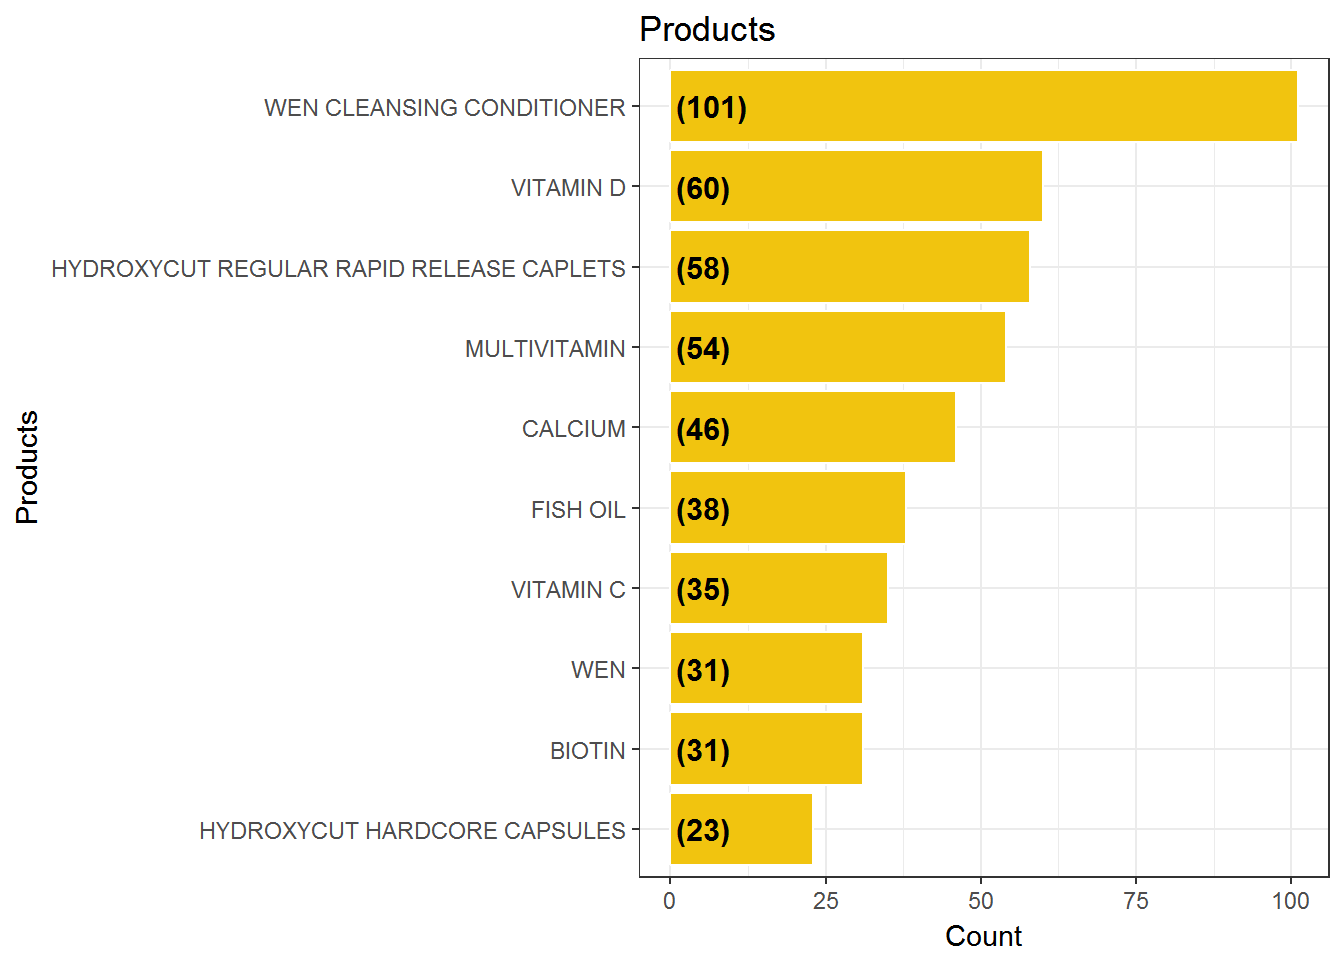 Products
WEN CLEANSING CONDITIONER (101)
VITAMIN D (60)
HYDROXYCUT REGULAR RAPID RELEASE CAPLETS (58)
MULTIVITAMIN (54)
CALCIUM (46)
FISH OIL (38)
VITAMIN C (35)
WEN (31)
BIOTIN (31)
HYDROXYCUT HARDCORE CAPSULES (23)
0 25 50 75 100
Count
Products